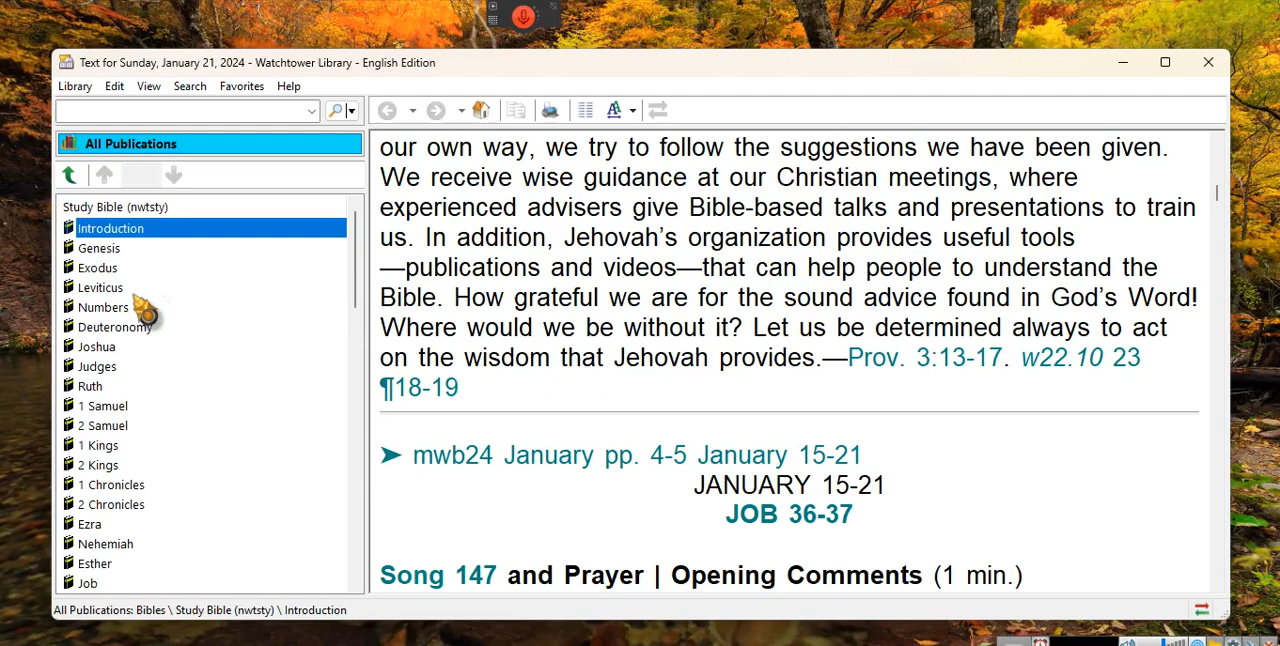 Text for Sunday, January 21, 2024 - Watchtower Library - English Edition
Library Edit View Search Favorites Help
All Publications
Study Bible (nwtsty)
Introduction
Genesis
Exodus
Leviticus
Numbers
Deuteronomy
Joshua
Judges
Ruth
1 Samuel
2 Samuel
1 Kings
2 Kings
1 Chronicles
2 Chronicles
Ezra
Nehemiah
Esther
Job
our own way, we try to follow the suggestions we have been given.
We receive wise guidance at our Christian meetings, where
experienced advisers give Bible-based talks and presentations to train
us. In addition, Jehovah’s organization provides useful tools
—publications and videos—that can help people to understand the
Bible. How grateful we are for the sound advice found in God’s Word!
Where would we be without it? Let us be determined always to act
on the wisdom that Jehovah provides.—Prov. 3:13-17. w22.10 23
¶18-19
➤ mwb24 January pp. 4-5 January 15-21
JANUARY 15-21
JOB 36-37
Song 147 and Prayer | Opening Comments (1 min.)
All Publications: Bibles \ Study Bible (nwtsty) \ Introduction